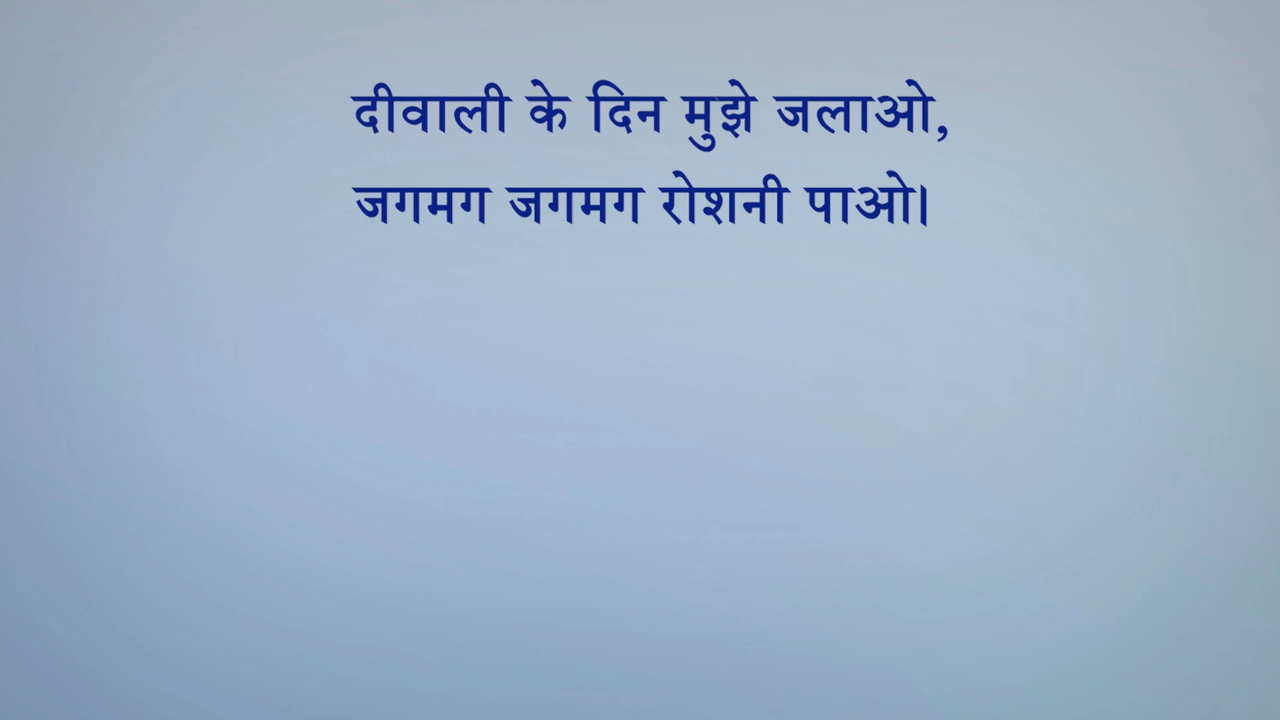 दीवाली के दिन मुझे जलाओ,
जगमग जगमग रोशनी पाओ।